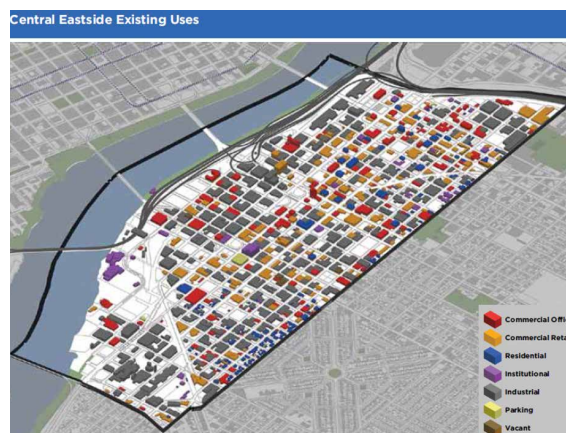 Central Eastside Existing Uses
Commercial Offi
Commercial Reta
Residential
Institutional
Industrial
Parking
Vacant